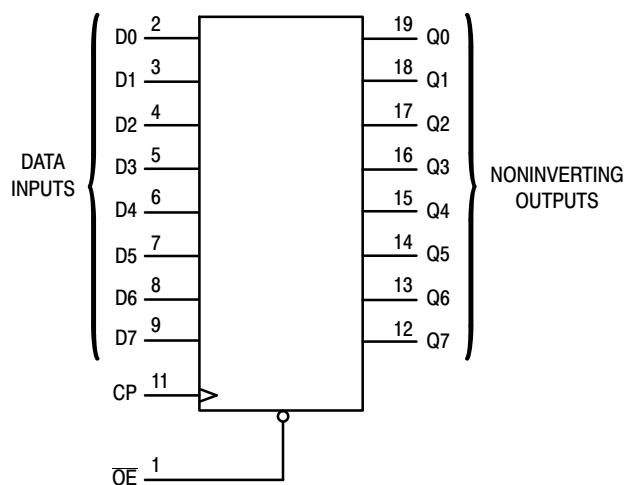 DATA
INPUTS
D0 2
D1 3
D2 4
D3 5
D4 6
D5 7
D6 8
D7 9
CP 11
OE 1
19 Q0
18 Q1
17 Q2
16 Q3
15 Q4
14 Q5
13 Q6
12 Q7
NONINVERTING
OUTPUTS